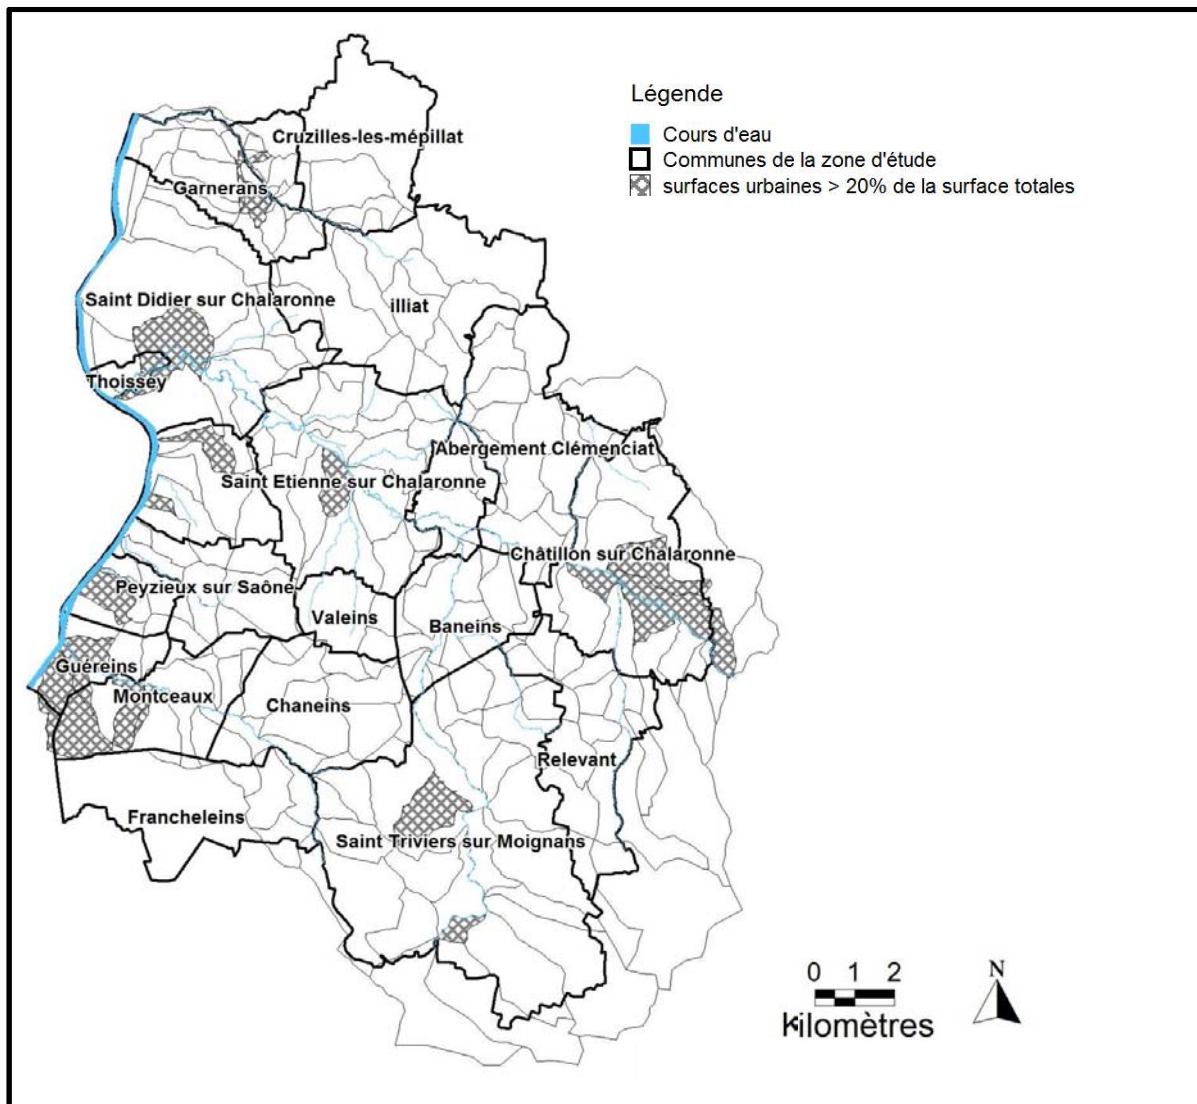 Légende
Cours d'eau
Communes de la zone d'étude
surfaces urbaines > 20% de la surface totales
Cruzilles-les-mépillat
Garnerans
Saint Didier sur Chalaronne
illiat
Thoissey
Abergement Clémenciat
Saint Etienne sur Chalaronne
Châtillon sur Chalaronne
Peyzieux sur Saône
Valeins
Baneins
Guéreins
Montceaux
Chaneins
Relevant
Francheleins
Saint Triviers sur Moignans
0 1 2
Kilomètres
N